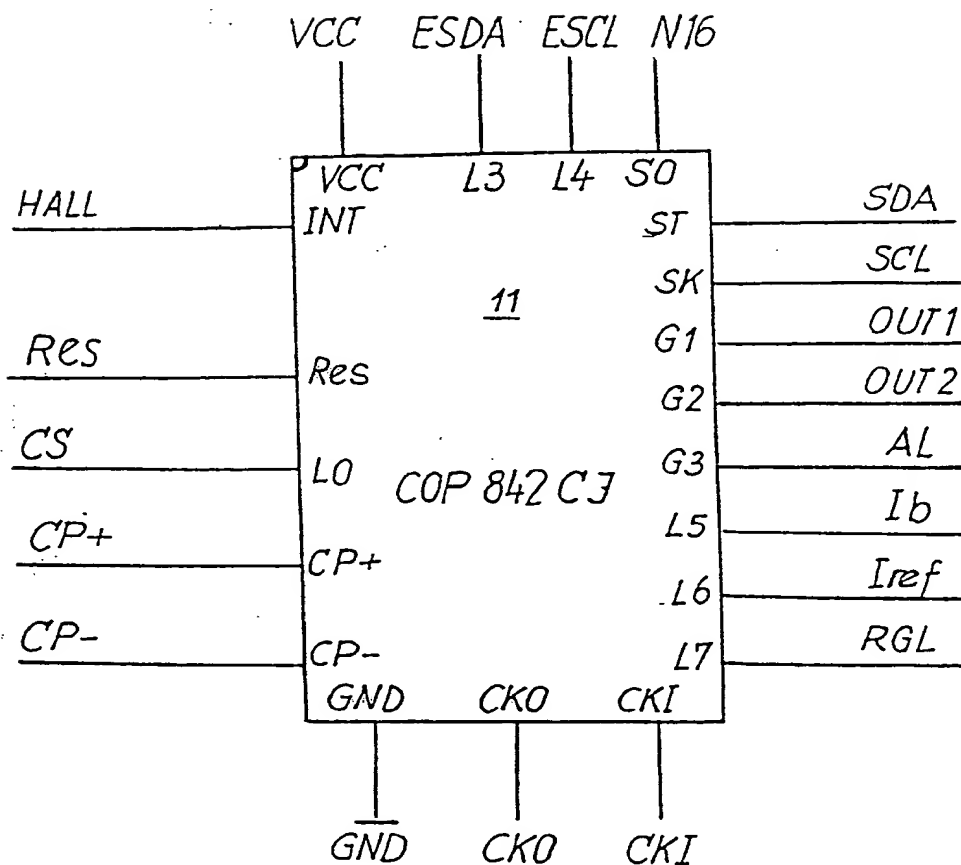 VCC ESDA ESCL N16
VCC L3 L4 SO
HALL INT ST SDA
SK SCL
11
G1 OUT1
Res Res
G2 OUT2
CS LO G3 AL
COP 842 CJ
L5 Ib
CP+ CP+
L6 Iref
CP- CP- L7 RGL
GND CKO CKI
GND CKO CKI